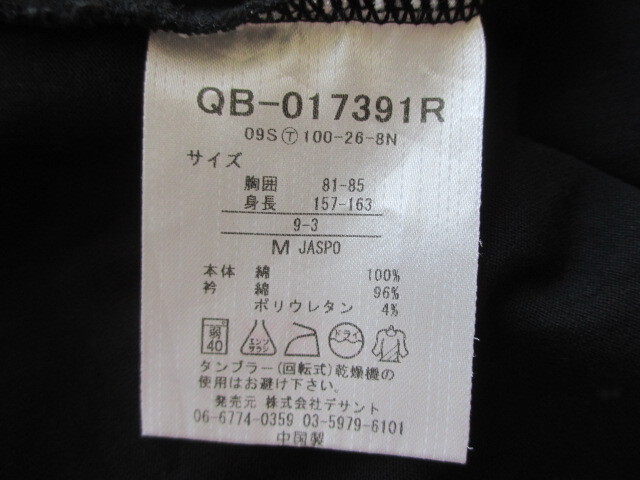 QB-017391R
09S Ⓣ 100-26-8N
サイズ
胸囲 81-85
身長 157-163
9-3
M JASPO
本体 綿 100%
衿 綿 96%
ポリウレタン 4%
弱 40 エンソ サラシ ドライ
タンブラー(回転式)乾燥機の
使用はお避け下さい。
発売元 株式会社デサント
06-6774-0359 03-5979-6101
中国製